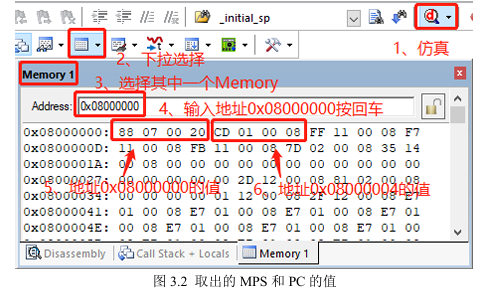 _initial_sp
1、仿真
2、下拉选择
Memory 1
3、选择其中一个Memory
Address: 0x08000000
4、输入地址0x08000000按回车
0x08000000: 88 07 00 20 CD 01 00 08 FF 11 00 08 F7
0x0800000D: 11 00 08 FB 11 00 08 7D 02 00 08 35 14
0x0800001A: 00 08 00 00 00 00 00 00 00 00 00 00 00
0x08000027: 00 00 00 00 00 2D 12 00 08 81 02 00 08
5、地址0x08000000的值
6、地址0x08000004的值
0x08000034: 00 00 00 00 01 12 00 08 2F 12 00 08 E7
0x08000041: 01 00 08 E7 01 00 08 E7 01 00 08 E7 01
0x0800004E: 00 08 E7 01 00 08 E7 01 00 08 E7 01 00
Disassembly
Call Stack + Locals
Memory 1
图 3.2 取出的 MPS 和 PC 的值